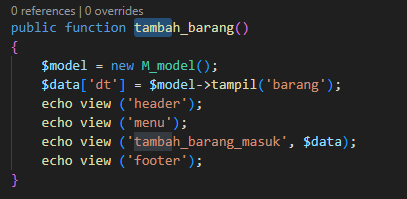 0 references | 0 overrides
public function tambah_barang()
{
    $model = new M_model();
    $data['dt'] = $model->tampil('barang');
    echo view ('header');
    echo view ('menu');
    echo view ('tambah_barang_masuk', $data);
    echo view ('footer');
}